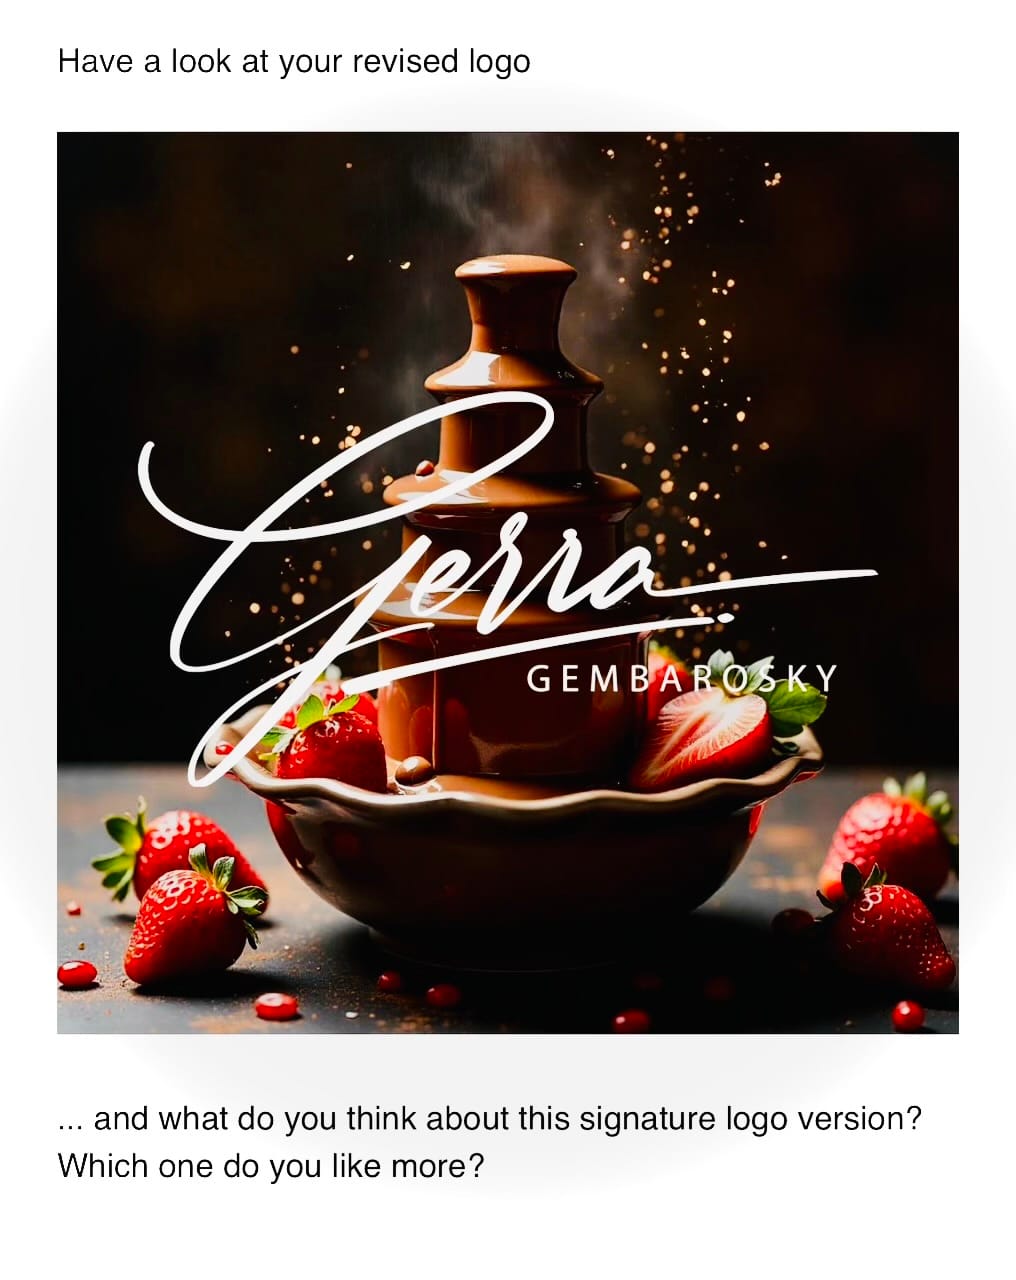 Have a look at your revised logo
Gerra
GEMBAROSKY
... and what do you think about this signature logo version?
Which one do you like more?